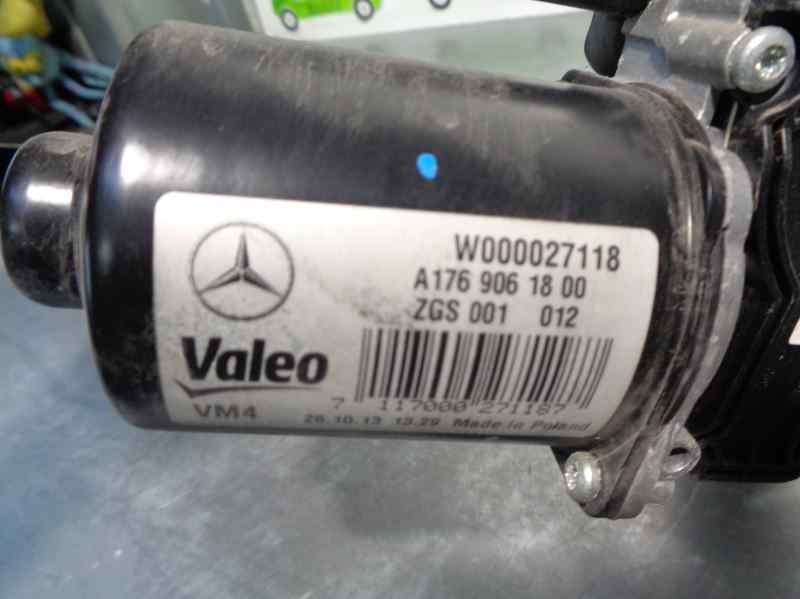 W000027118
A176 906 18 00
ZGS 001 012
Valeo
7 117000 271187
VM4
26.10.13 13.29 Made in Poland